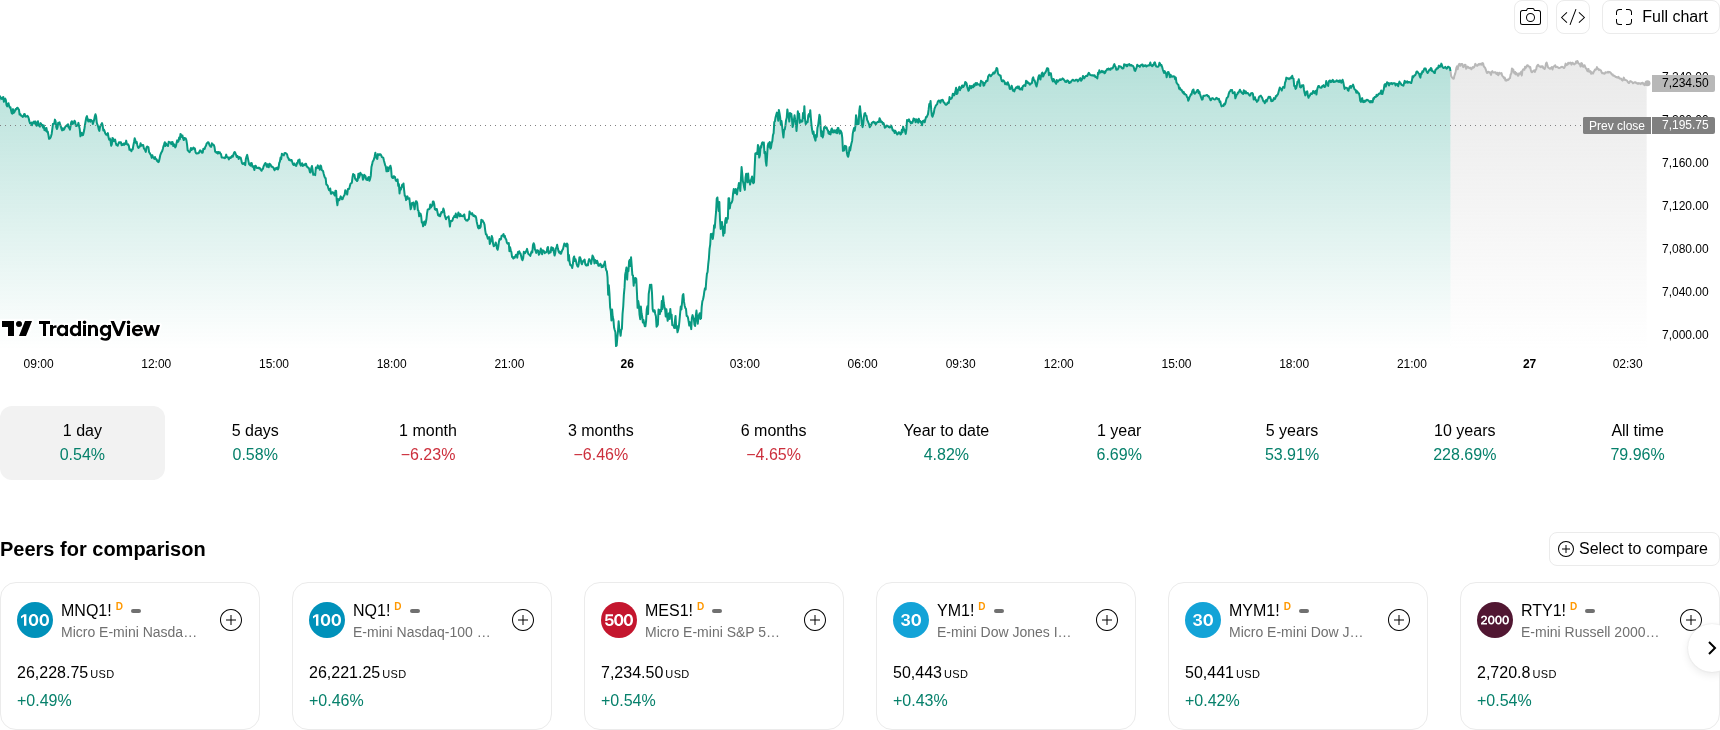 Full chart
7,234.50
Prev close 7,195.75
7,160.00
7,120.00
7,080.00
7,040.00
7,000.00
TradingView
09:00 12:00 15:00 18:00 21:00 26 03:00 06:00 09:30 12:00 15:00 18:00 21:00 27 02:30
1 day 5 days 1 month 3 months 6 months Year to date 1 year 5 years 10 years All time
0.54% 0.58% −6.23% −6.46% −4.65% 4.82% 6.69% 53.91% 228.69% 79.96%
Peers for comparison
Select to compare
100 MNQ1! D
Micro E-mini Nasda…
26,228.75 USD
+0.49%
100 NQ1! D
E-mini Nasdaq-100 …
26,221.25 USD
+0.46%
500 MES1! D
Micro E-mini S&P 5…
7,234.50 USD
+0.54%
30 YM1! D
E-mini Dow Jones I…
50,443 USD
+0.43%
30 MYM1! D
Micro E-mini Dow J…
50,441 USD
+0.42%
2000 RTY1! D
E-mini Russell 2000…
2,720.8 USD
+0.54%